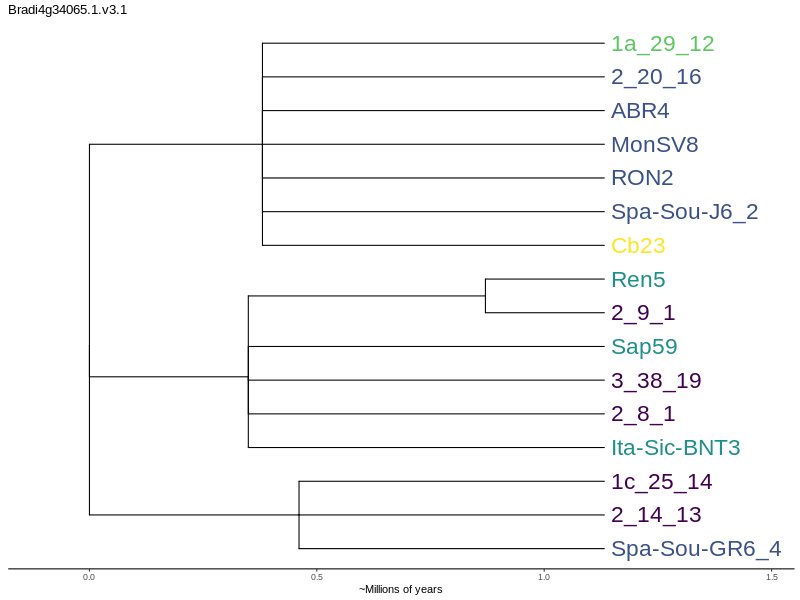 Bradi4g34065.1.v3.1
1a_29_12
2_20_16
ABR4
MonSV8
RON2
Spa-Sou-J6_2
Cb23
Ren5
2_9_1
Sap59
3_38_19
2_8_1
Ita-Sic-BNT3
1c_25_14
2_14_13
Spa-Sou-GR6_4
0.0 0.5 1.0 1.5
~Millions of years